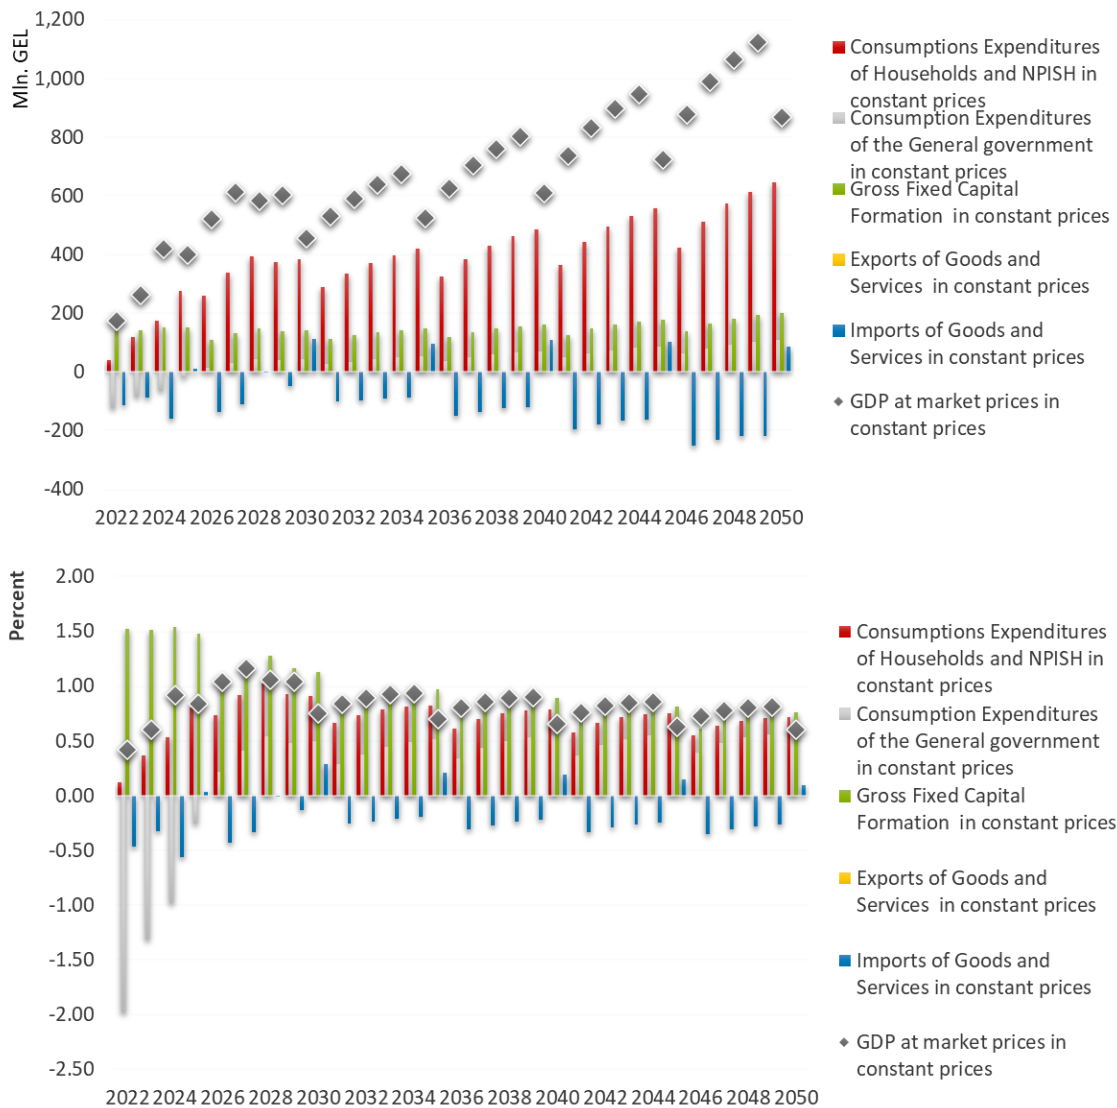 1,200
1,000
800
600
400
200
0
-200
-400
Mln. GEL
2022 2024 2026 2028 2030 2032 2034 2036 2038 2040 2042 2044 2046 2048 2050
Consumptions Expenditures
of Households and NPISH in
constant prices
Consumption Expenditures
of the General government
in constant prices
Gross Fixed Capital
Formation in constant prices
Exports of Goods and
Services in constant prices
Imports of Goods and
Services in constant prices
GDP at market prices in
constant prices
Percent
2.00
1.50
1.00
0.50
0.00
-0.50
-1.00
-1.50
-2.00
-2.50
2022 2024 2026 2028 2030 2032 2034 2036 2038 2040 2042 2044 2046 2048 2050
Consumptions Expenditures
of Households and NPISH in
constant prices
Consumption Expenditures
of the General government
in constant prices
Gross Fixed Capital
Formation in constant prices
Exports of Goods and
Services in constant prices
Imports of Goods and
Services in constant prices
GDP at market prices in
constant prices